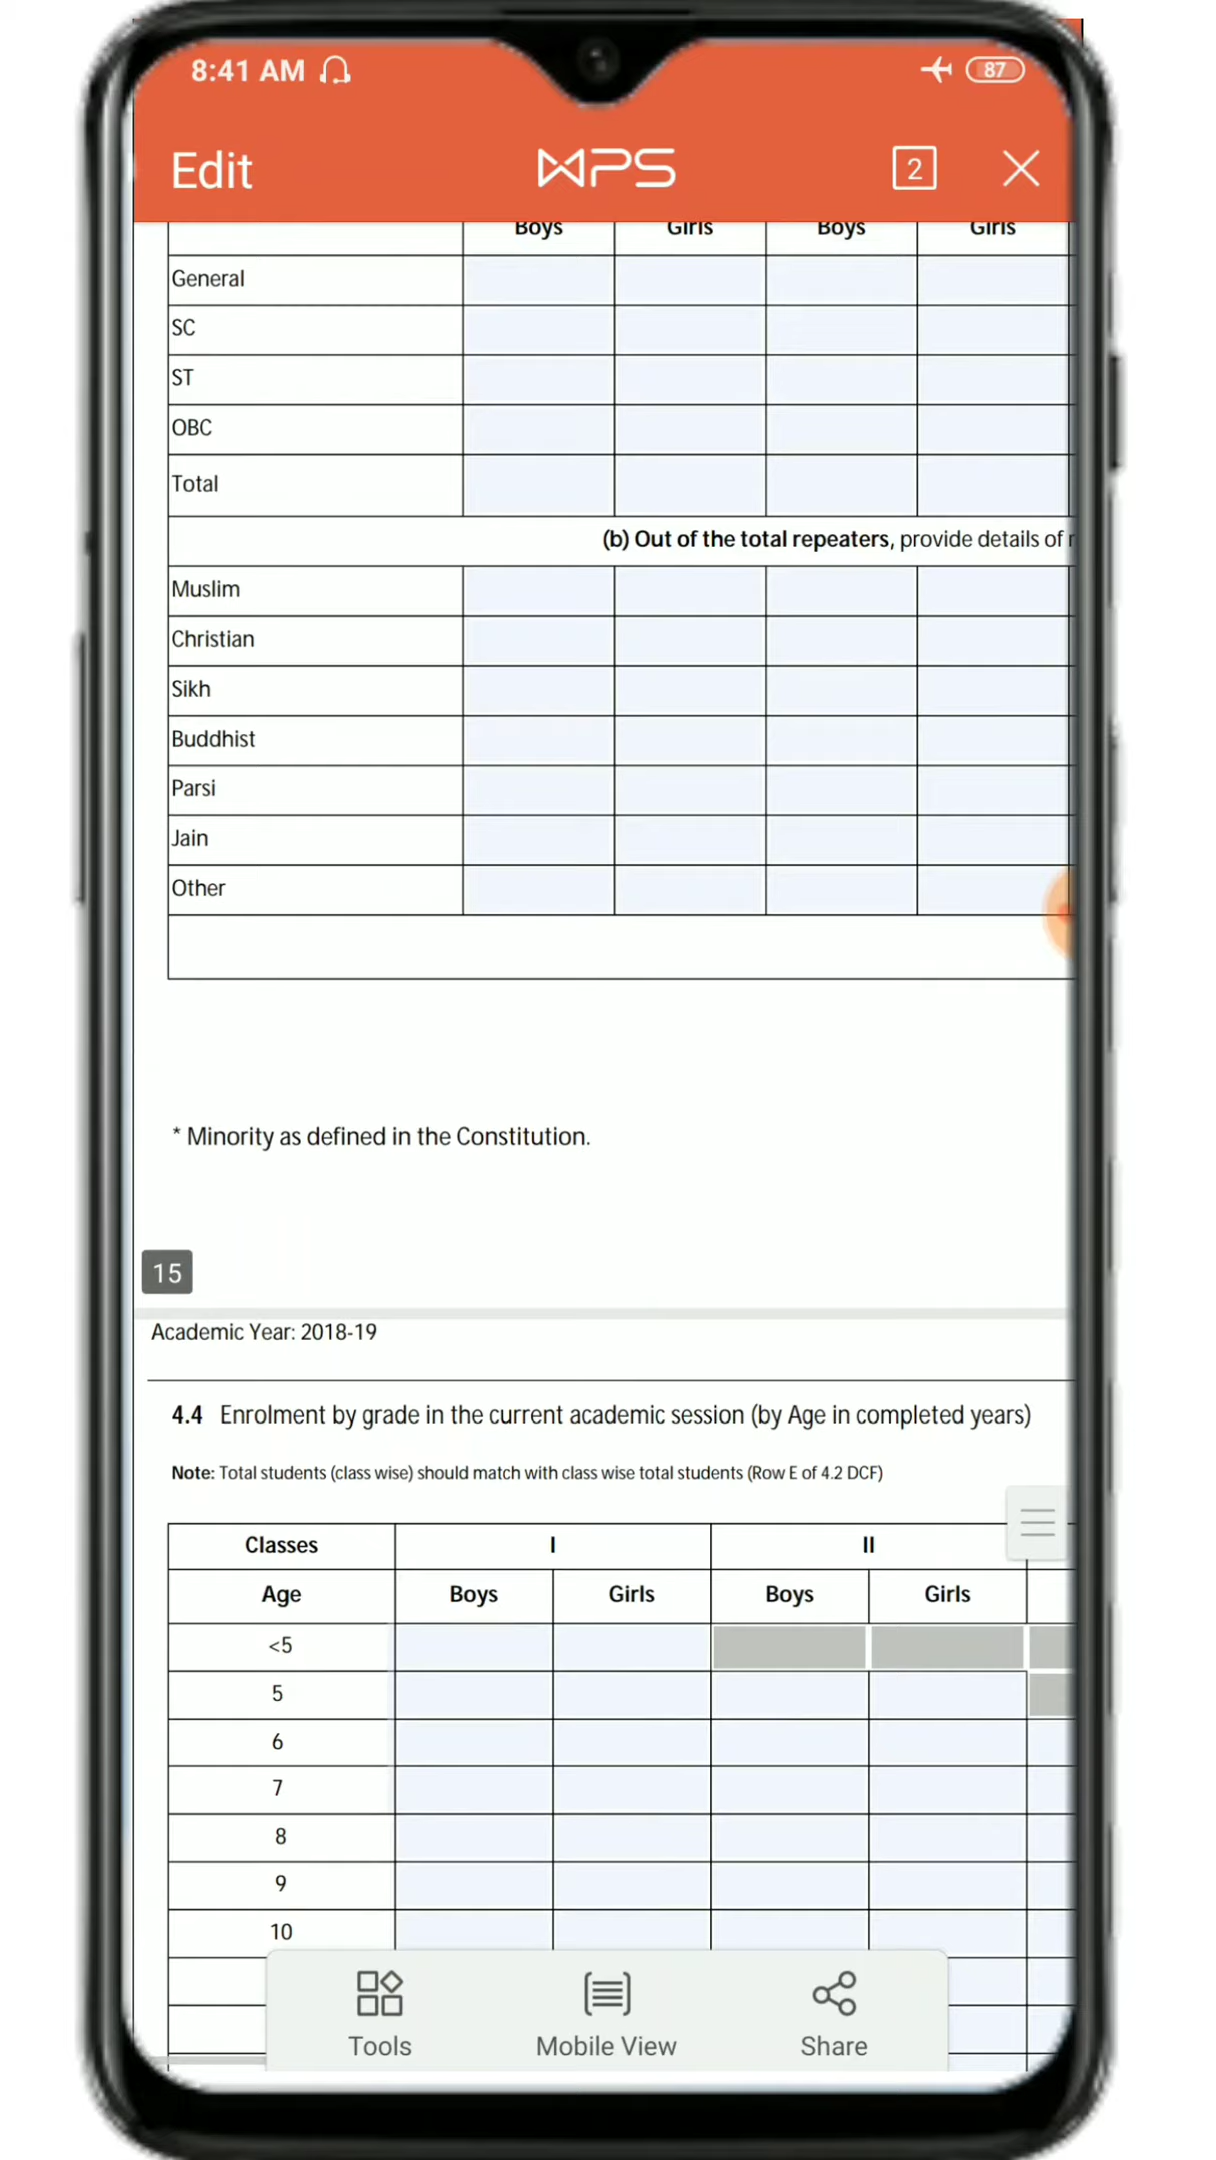 8:41 AM 87
Edit WPS 2
Boys Girls Boys Girls
General
SC
ST
OBC
Total
(b) Out of the total repeaters, provide details of
Muslim
Christian
Sikh
Buddhist
Parsi
Jain
Other
* Minority as defined in the Constitution.
15
Academic Year: 2018-19
4.4 Enrolment by grade in the current academic session (by Age in completed years)
Note: Total students (class wise) should match with class wise total students (Row E of 4.2 DCF)
Classes I II
Age Boys Girls Boys Girls
<5
5
6
7
8
9
10
Tools Mobile View Share